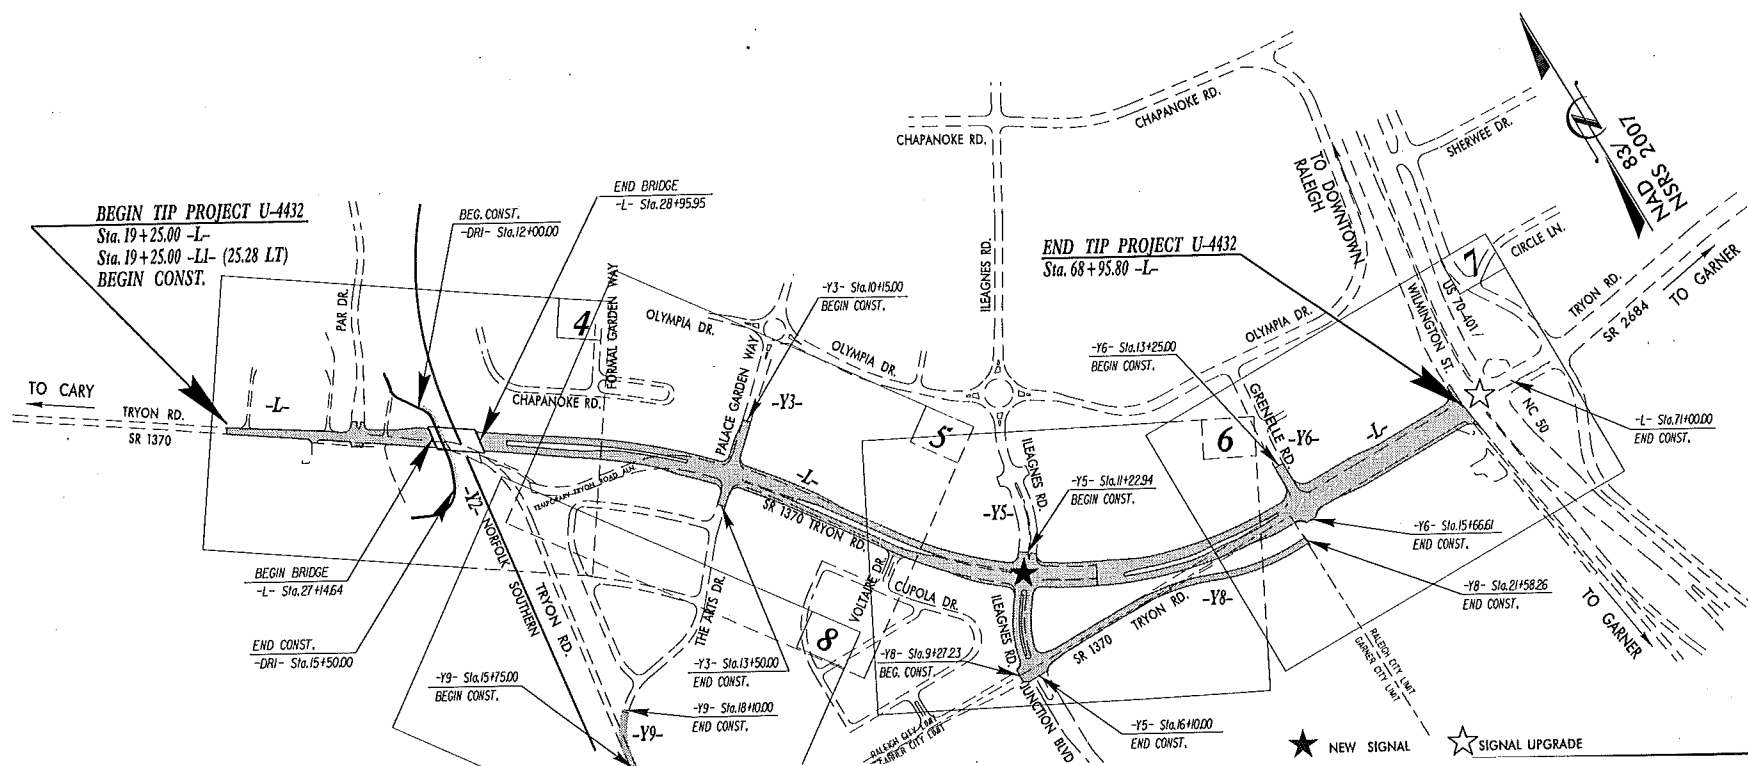 BEGIN TIP PROJECT U-4432
Sta. 19+25.00 -L-
Sta. 19+25.00 -L1- (25.28 LT)
BEGIN CONST.
BEG. CONST.
-DR1- Sta. 12+00.00
END BRIDGE
-L- Sta. 28+95.95
PAR DR.
4
FORMAL GARDEN WAY
CHAPANOKE RD.
OLYMPIA DR.
-Y3- Sta. 10+15.00
BEGIN CONST.
PALACE GARDEN WAY
-Y3-
OLYMPIA DR.
CHAPANOKE RD.
CHAPANOKE RD.
ILEAGNES RD.
TO DOWNTOWN
RALEIGH
SHERWEE DR.
NAD 83/
NSRS 2007
END TIP PROJECT U-4432
Sta. 68+95.80 -L-
7
CIRCLE LN.
US 70-401/
WILMINGTON ST.
TRYON RD.
SR 2684
TO GARNER
OLYMPIA DR.
-Y6- Sta. 13+25.00
BEGIN CONST.
GRENELLE RD.
-Y6-
-L-
NC 50
-L- Sta. 71+00.00
END CONST.
TO CARY
TRYON RD.
SR 1370
-L-
TEMPORARY TRYON ROAD ALN
5
6
ILEAGNES RD.
-Y5-
-Y5- Sta. 11+22.94
BEGIN CONST.
-L-
SR 1370 TRYON RD.
-Y2- NORFOLK SOUTHERN
TRYON RD.
BEGIN BRIDGE
-L- Sta. 27+14.64
END CONST.
-DR1- Sta. 15+50.00
THE ARTS DR.
VOLTAIRE DR.
CUPOLA DR.
8
ILEAGNES RD.
SR 1370 TRYON RD.
-Y8-
-Y6- Sta. 15+66.61
END CONST.
-Y8- Sta. 21+58.26
END CONST.
TO GARNER
RALEIGH CITY LIMIT
GARNER CITY LIMIT
-Y9- Sta. 15+75.00
BEGIN CONST.
-Y3- Sta. 13+50.00
END CONST.
-Y9- Sta. 18+10.00
END CONST.
-Y9-
-Y8- Sta. 9+27.23
BEG. CONST.
RALEIGH CITY LIMIT
GARNER CITY LIMIT
JUNCTION BLVD
-Y5- Sta. 16+10.00
END CONST.
NEW SIGNAL
SIGNAL UPGRADE